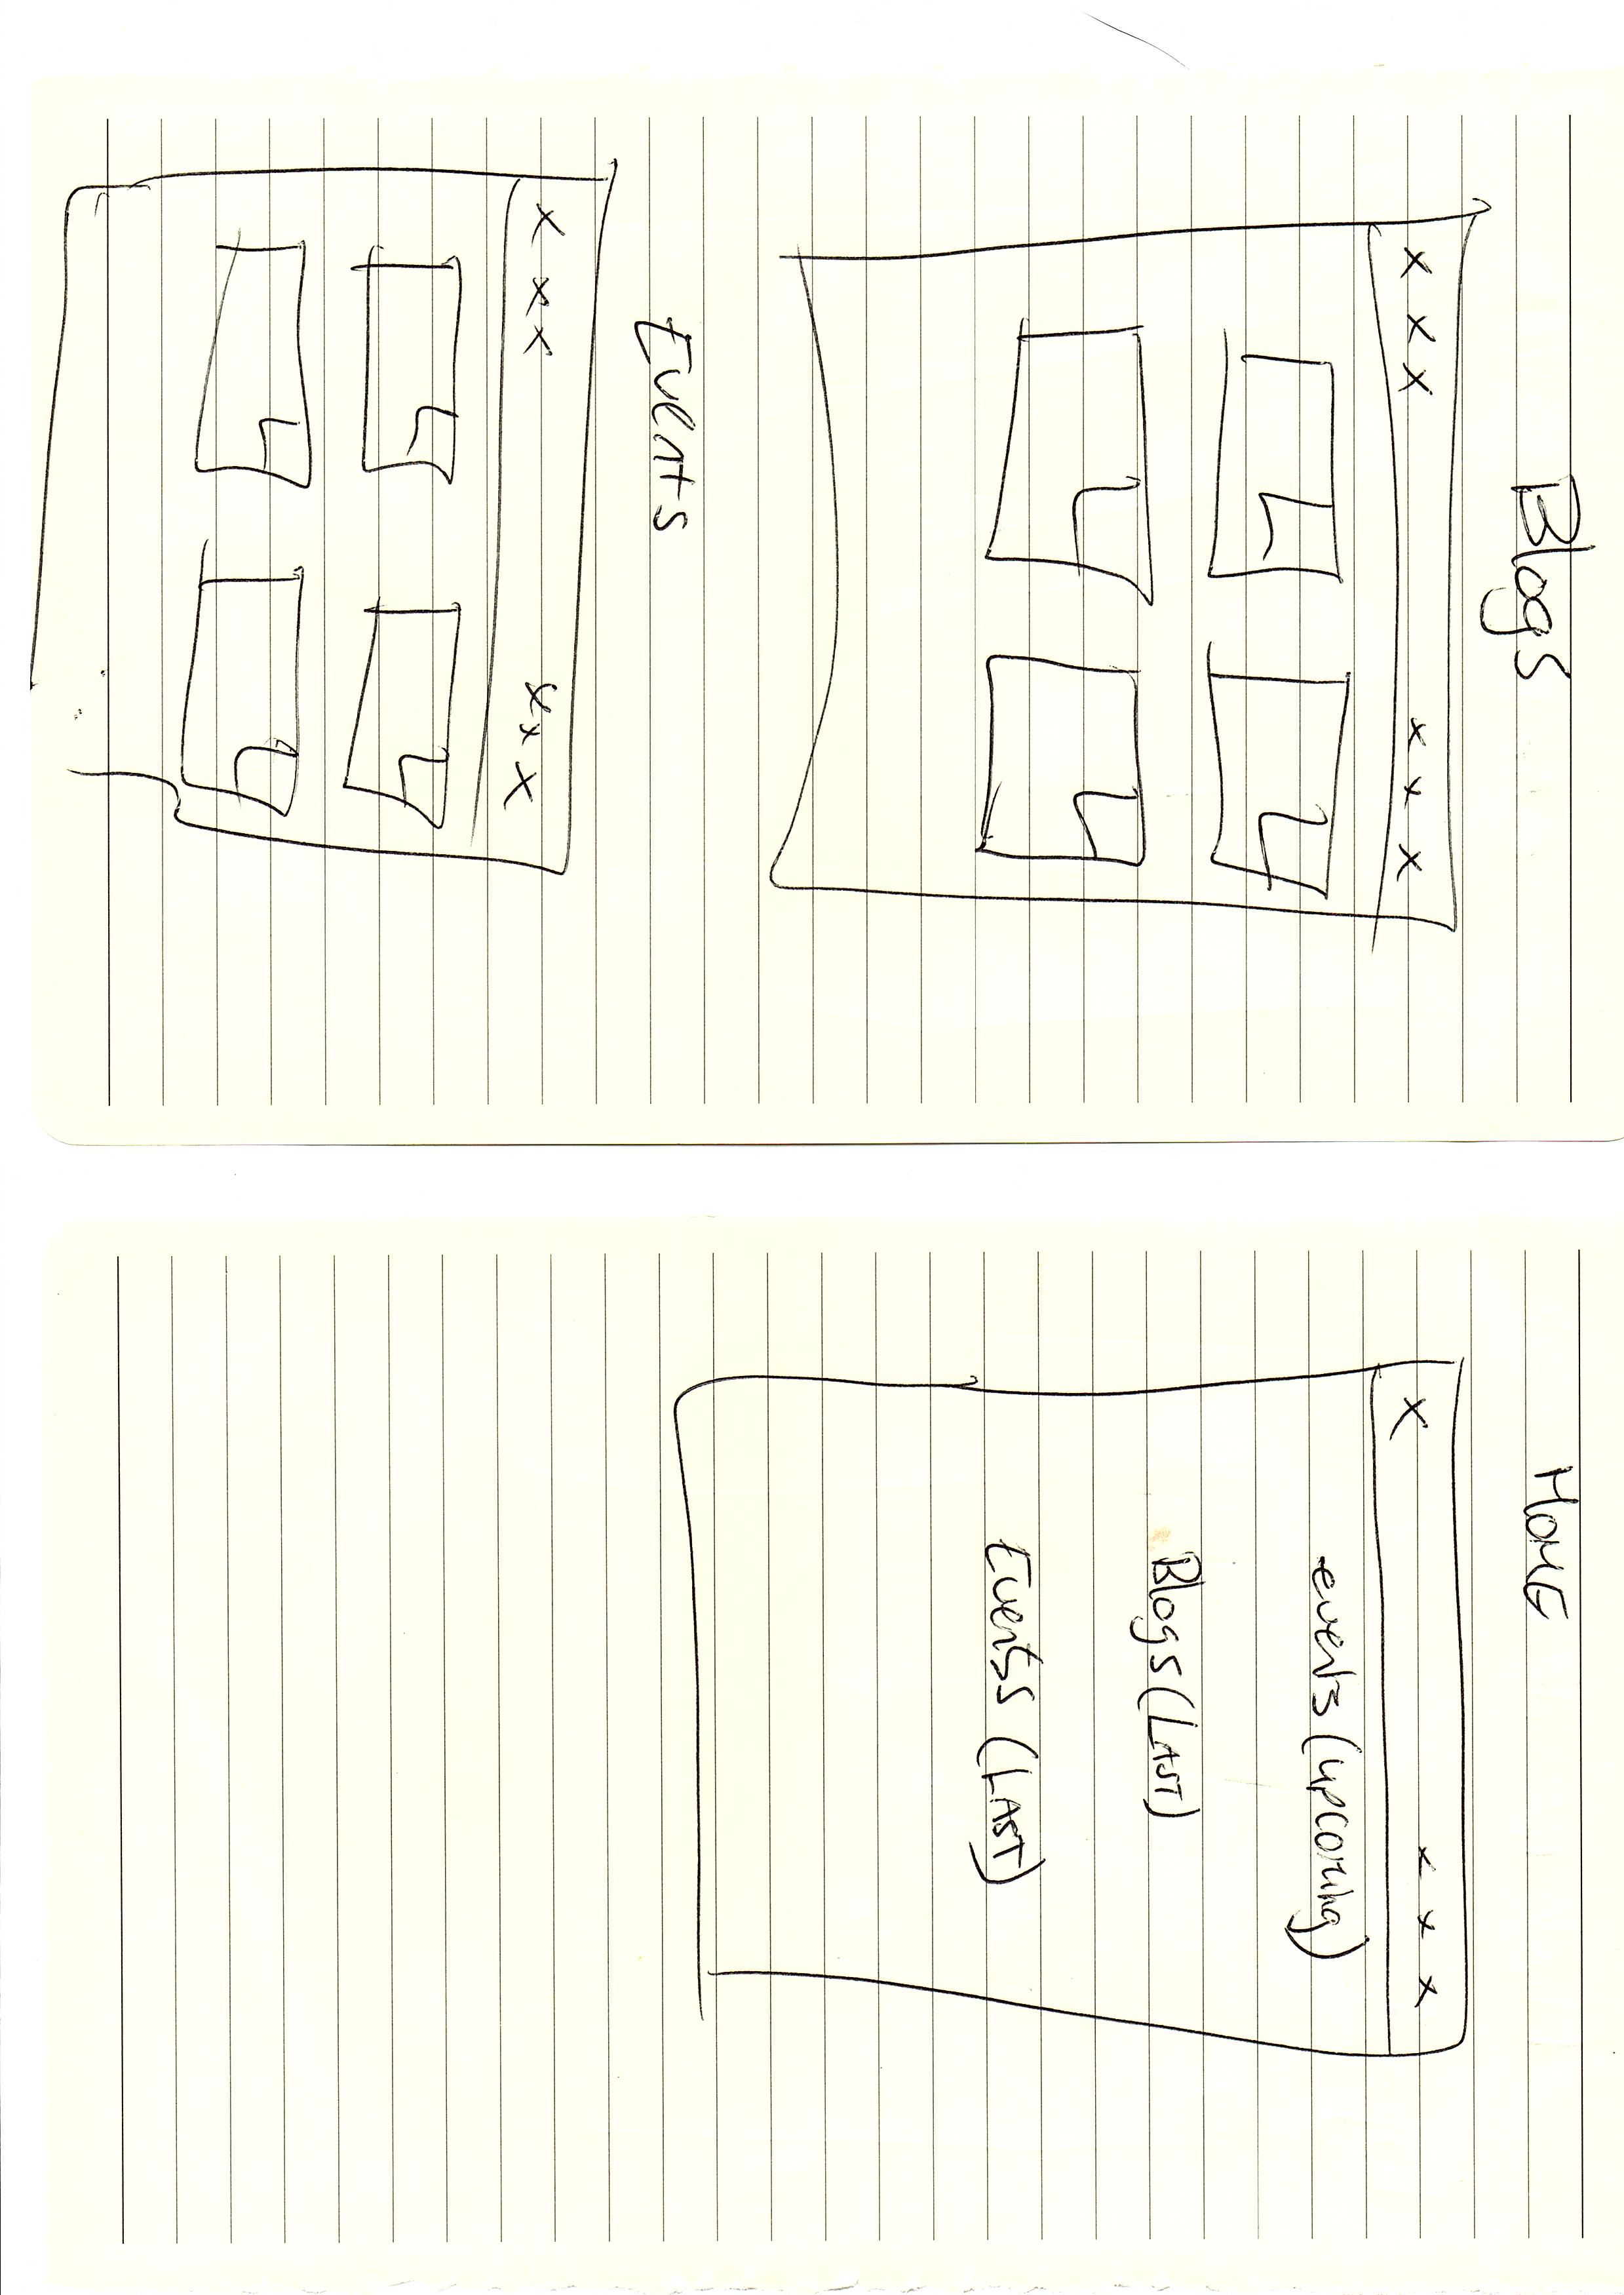 Blogs
x x x x x x
Events
x x x x x x
HOME
x x x x
events (upcoming)
Blogs (LAST)
Events (LAST)